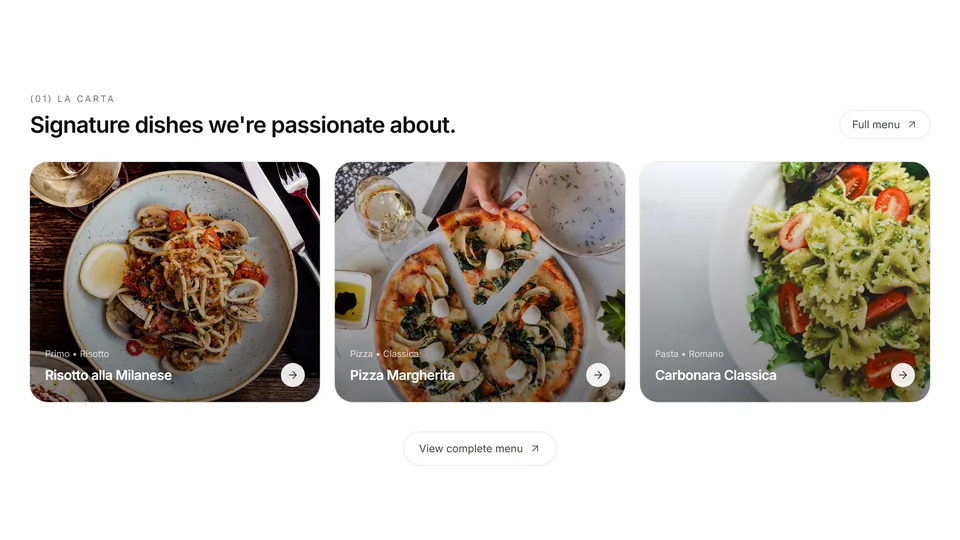 (01) LA CARTA
Signature dishes we're passionate about.
Full menu
Primo • Risotto
Risotto alla Milanese
Pizza • Classica
Pizza Margherita
Pasta • Romano
Carbonara Classica
View complete menu